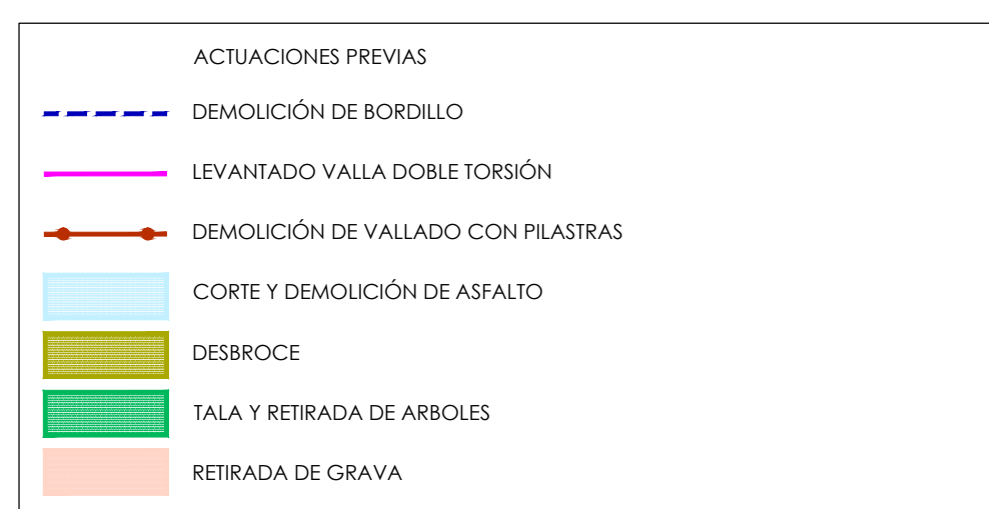 ACTUACIONES PREVIAS
DEMOLICIÓN DE BORDILLO
LEVANTADO VALLA DOBLE TORSIÓN
DEMOLICIÓN DE VALLADO CON PILASTRAS
CORTE Y DEMOLICIÓN DE ASFALTO
DESBROCE
TALA Y RETIRADA DE ARBOLES
RETIRADA DE GRAVA